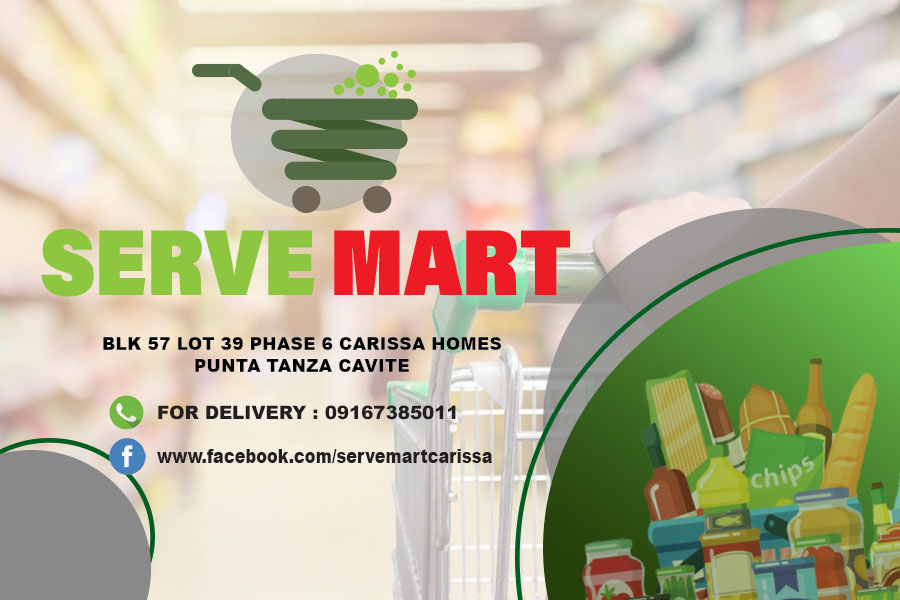 SERVE MART
BLK 57 LOT 39 PHASE 6 CARISSA HOMES
PUNTA TANZA CAVITE
FOR DELIVERY : 09167385011
f www.facebook.com/servemartcarissa
chips